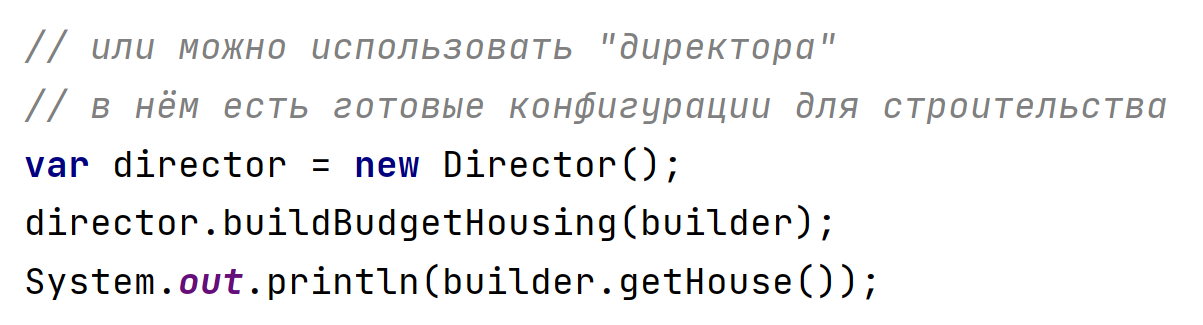 // или можно использовать "директора"
// в нём есть готовые конфигурации для строительства
var director = new Director();
director.buildBudgetHousing(builder);
System.out.println(builder.getHouse());